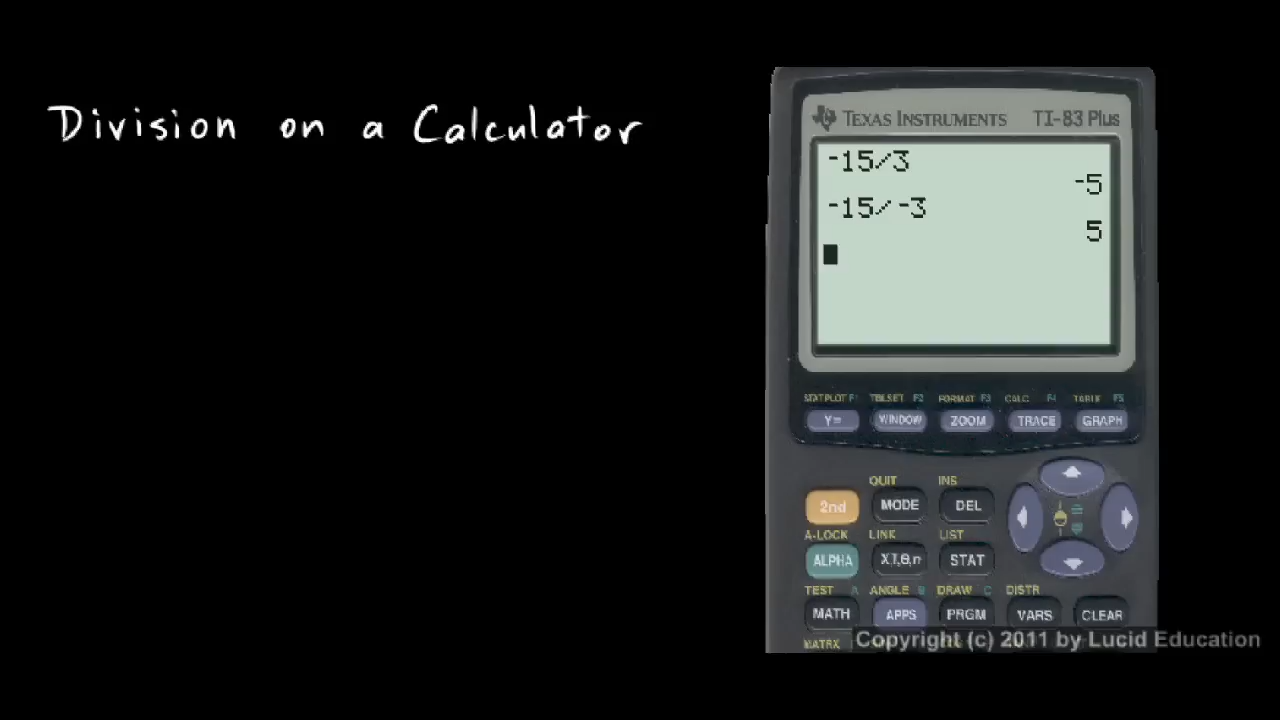 Division on a Calculator
TEXAS INSTRUMENTS TI-83 Plus
-15/3
-5
-15/-3
5
STAT PLOT F1 TBLSET F2 FORMAT F3 CALC F4 TABLE F5
Y= WINDOW ZOOM TRACE GRAPH
QUIT INS
2nd MODE DEL
A-LOCK LINK LIST
ALPHA X,T,θ,n STAT
TEST A ANGLE B DRAW C DISTR
MATH APPS PRGM VARS CLEAR
MATRX
Copyright (c) 2011 by Lucid Education